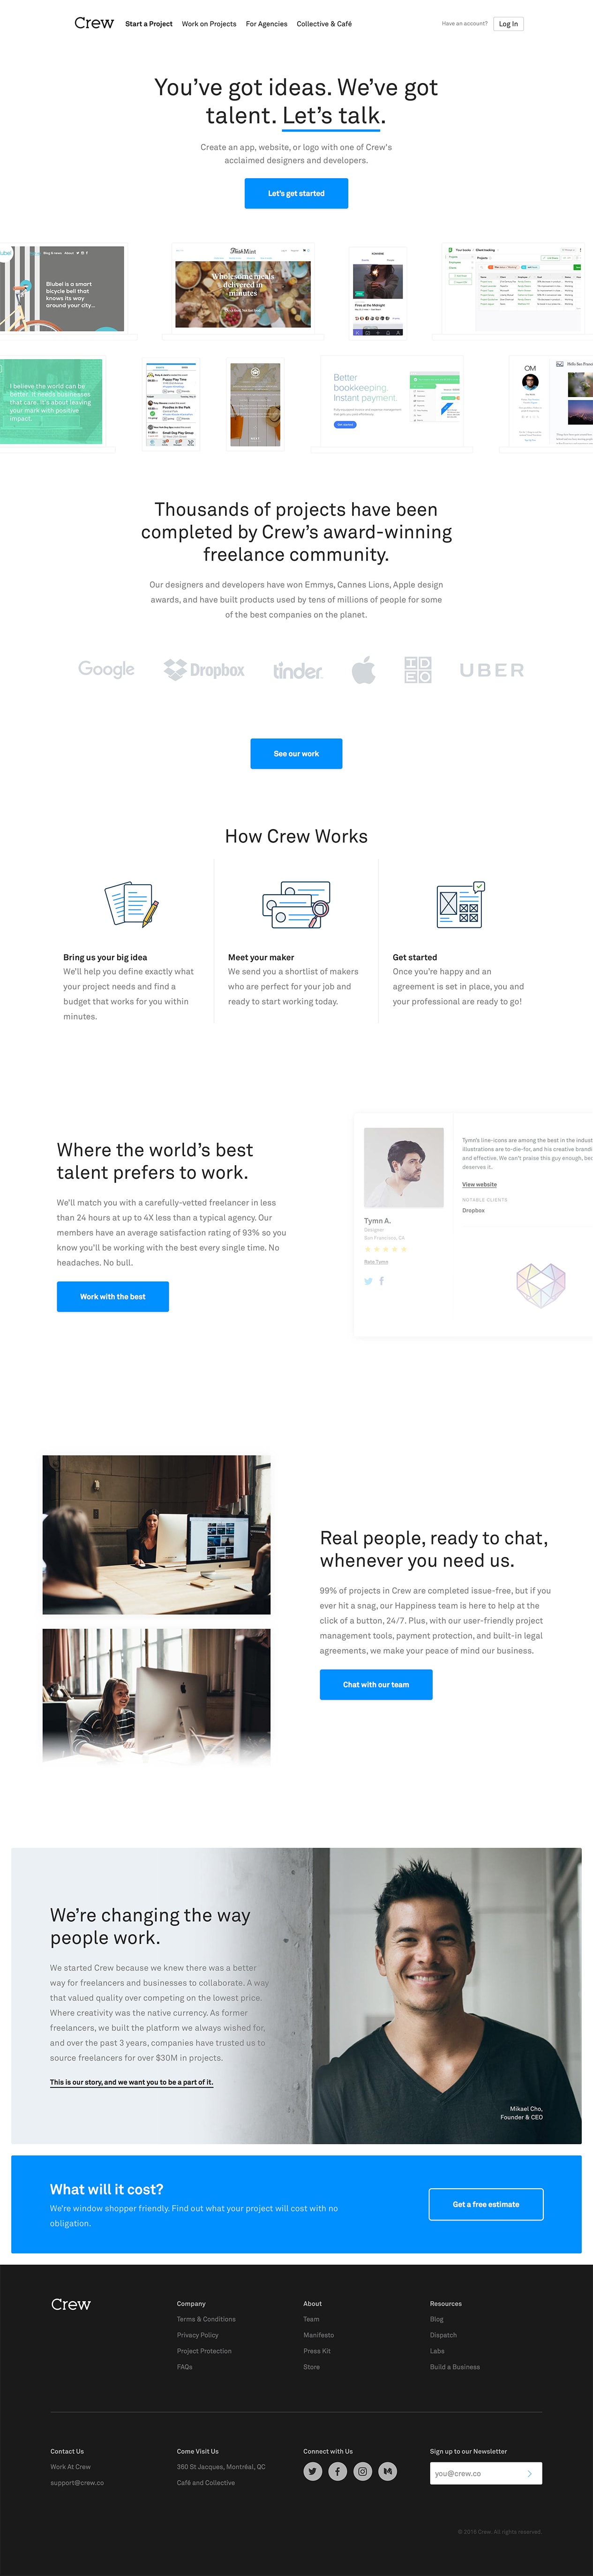 Crew Start a Project Work on Projects For Agencies Collective & Café Have an account? Log In
You've got ideas. We've got
talent. Let's talk.
Create an app, website, or logo with one of Crew's
acclaimed designers and developers.
Let's get started
Blubel is a smart
bicycle bell that
knows its way
around your city...
FreshMint
Wholesome meals
delivered in
minutes
Fires at the Midnight
I believe the world can be
better. It needs businesses
that care. It's about leaving
your mark with positive
impact.
Puppy Play Time
Poodles in the Park
Small Dog Play Group
Better
bookkeeping.
Instant payment.
OM
Thousands of projects have been
completed by Crew's award-winning
freelance community.
Our designers and developers have won Emmys, Cannes Lions, Apple design
awards, and have built products used by tens of millions of people for some
of the best companies on the planet.
Google Dropbox tinder IDEO UBER
See our work
How Crew Works
Bring us your big idea
We'll help you define exactly what
your project needs and find a
budget that works for you within
minutes.
Meet your maker
We send you a shortlist of makers
who are perfect for your job and
ready to start working today.
Get started
Once you're happy and an
agreement is set in place, you and
your professional are ready to go!
Where the world's best
talent prefers to work.
We'll match you with a carefully-vetted freelancer in less
than 24 hours at up to 4X less than a typical agency. Our
members have an average satisfaction rating of 93% so you
know you'll be working with the best every single time. No
headaches. No bull.
Work with the best
Tymn A.
Designer
San Francisco, CA
Rate Tymn
Tymn's line-icons are among the best in the indust
illustrations are to-die-for, and his creative brandi
and effective. We can't praise this guy enough, bec
deserves it.
View website
NOTABLE CLIENTS
Dropbox
Real people, ready to chat,
whenever you need us.
99% of projects in Crew are completed issue-free, but if you
ever hit a snag, our Happiness team is here to help at the
click of a button, 24/7. Plus, with our user-friendly project
management tools, payment protection, and built-in legal
agreements, we make your peace of mind our business.
Chat with our team
We're changing the way
people work.
We started Crew because we knew there was a better
way for freelancers and businesses to collaborate. A way
that valued quality over competing on the lowest price.
Where creativity was the native currency. As former
freelancers, we built the platform we always wished for,
and over the past 3 years, companies have trusted us to
source freelancers for over $30M in projects.
This is our story, and we want you to be a part of it.
Mikael Cho,
Founder & CEO
What will it cost?
We're window shopper friendly. Find out what your project will cost with no
obligation.
Get a free estimate
Crew
Company
Terms & Conditions
Privacy Policy
Project Protection
FAQs
About
Team
Manifesto
Press Kit
Store
Resources
Blog
Dispatch
Labs
Build a Business
Contact Us
Work At Crew
support@crew.co
Come Visit Us
360 St Jacques, Montréal, QC
Café and Collective
Connect with Us
Sign up to our Newsletter
you@crew.co
© 2016 Crew. All rights reserved.